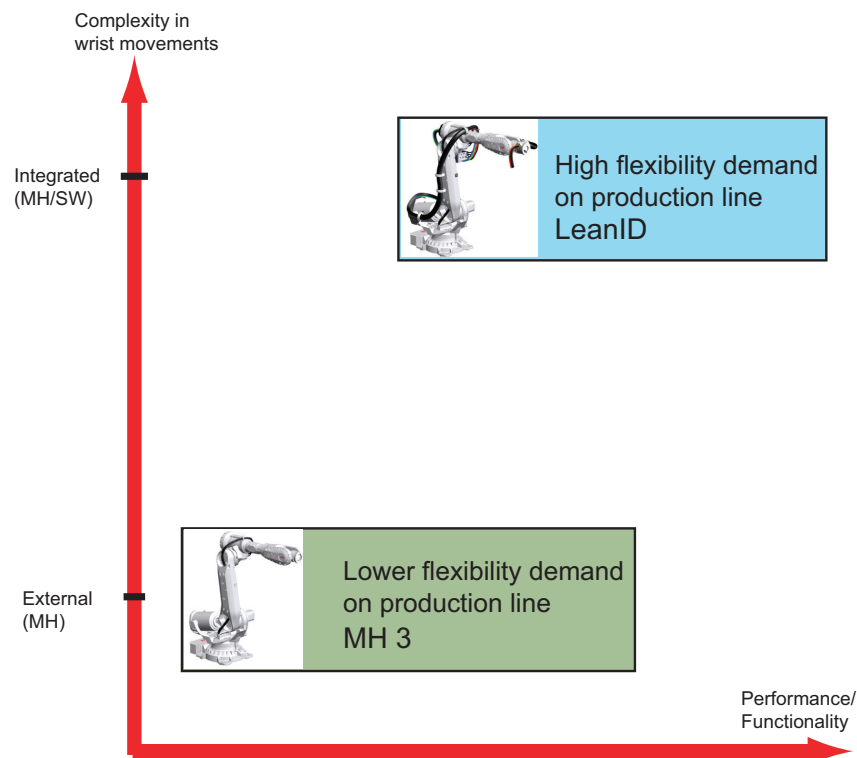 Complexity in
wrist movements
Integrated
(MH/SW)
High flexibility demand
on production line
LeanID
External
(MH)
Lower flexibility demand
on production line
MH 3
Performance/
Functionality